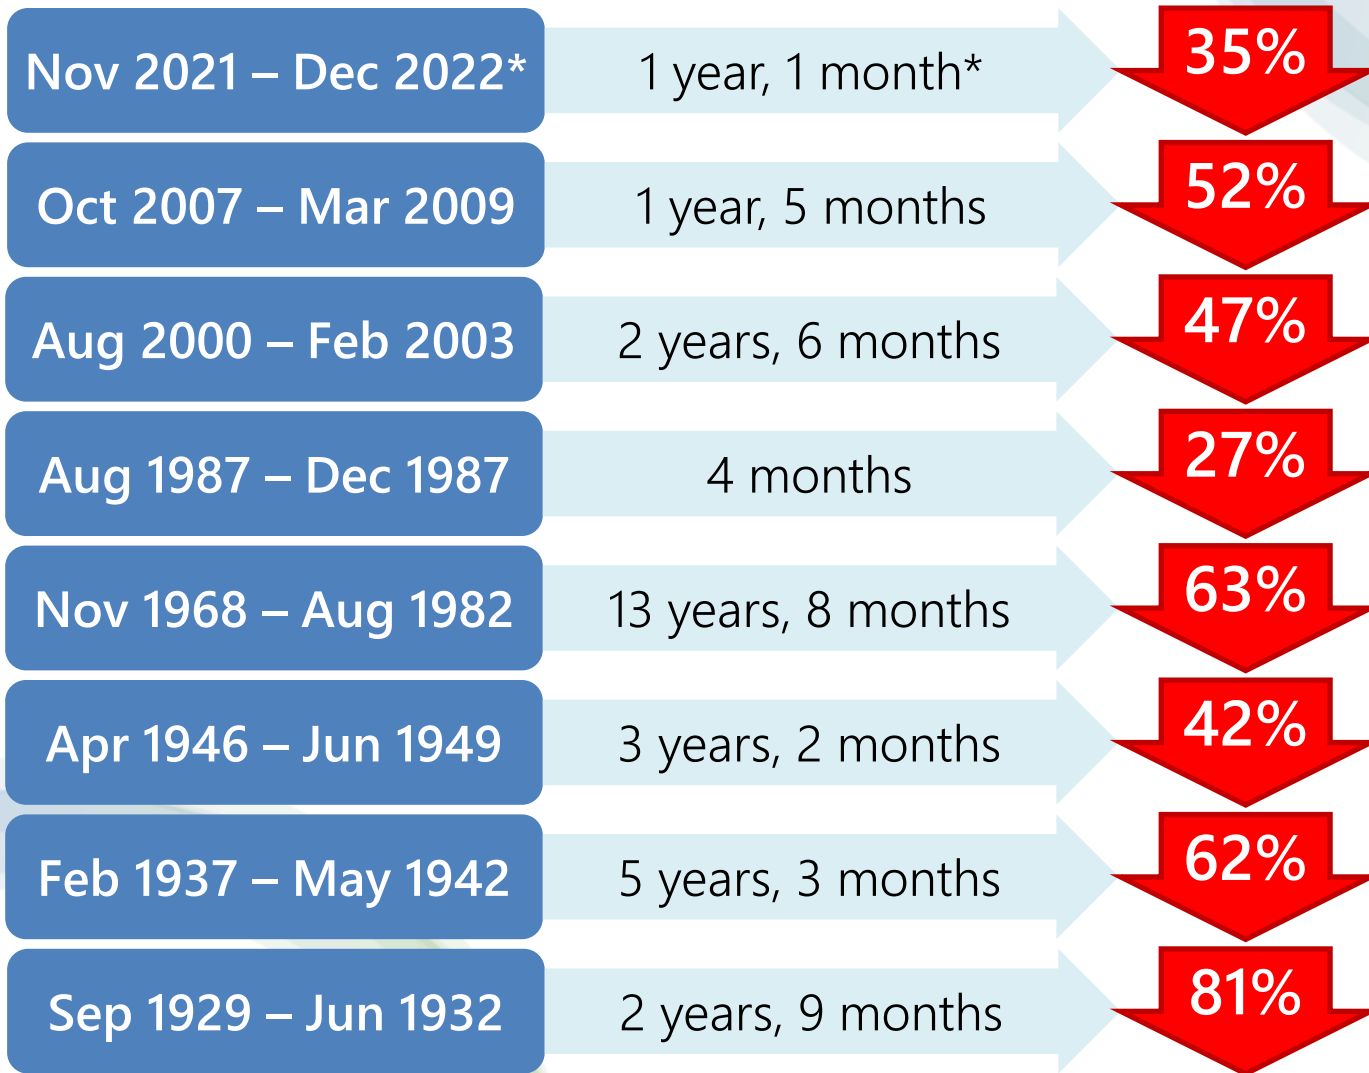 Nov 2021 – Dec 2022* 1 year, 1 month* 35%
Oct 2007 – Mar 2009 1 year, 5 months 52%
Aug 2000 – Feb 2003 2 years, 6 months 47%
Aug 1987 – Dec 1987 4 months 27%
Nov 1968 – Aug 1982 13 years, 8 months 63%
Apr 1946 – Jun 1949 3 years, 2 months 42%
Feb 1937 – May 1942 5 years, 3 months 62%
Sep 1929 – Jun 1932 2 years, 9 months 81%